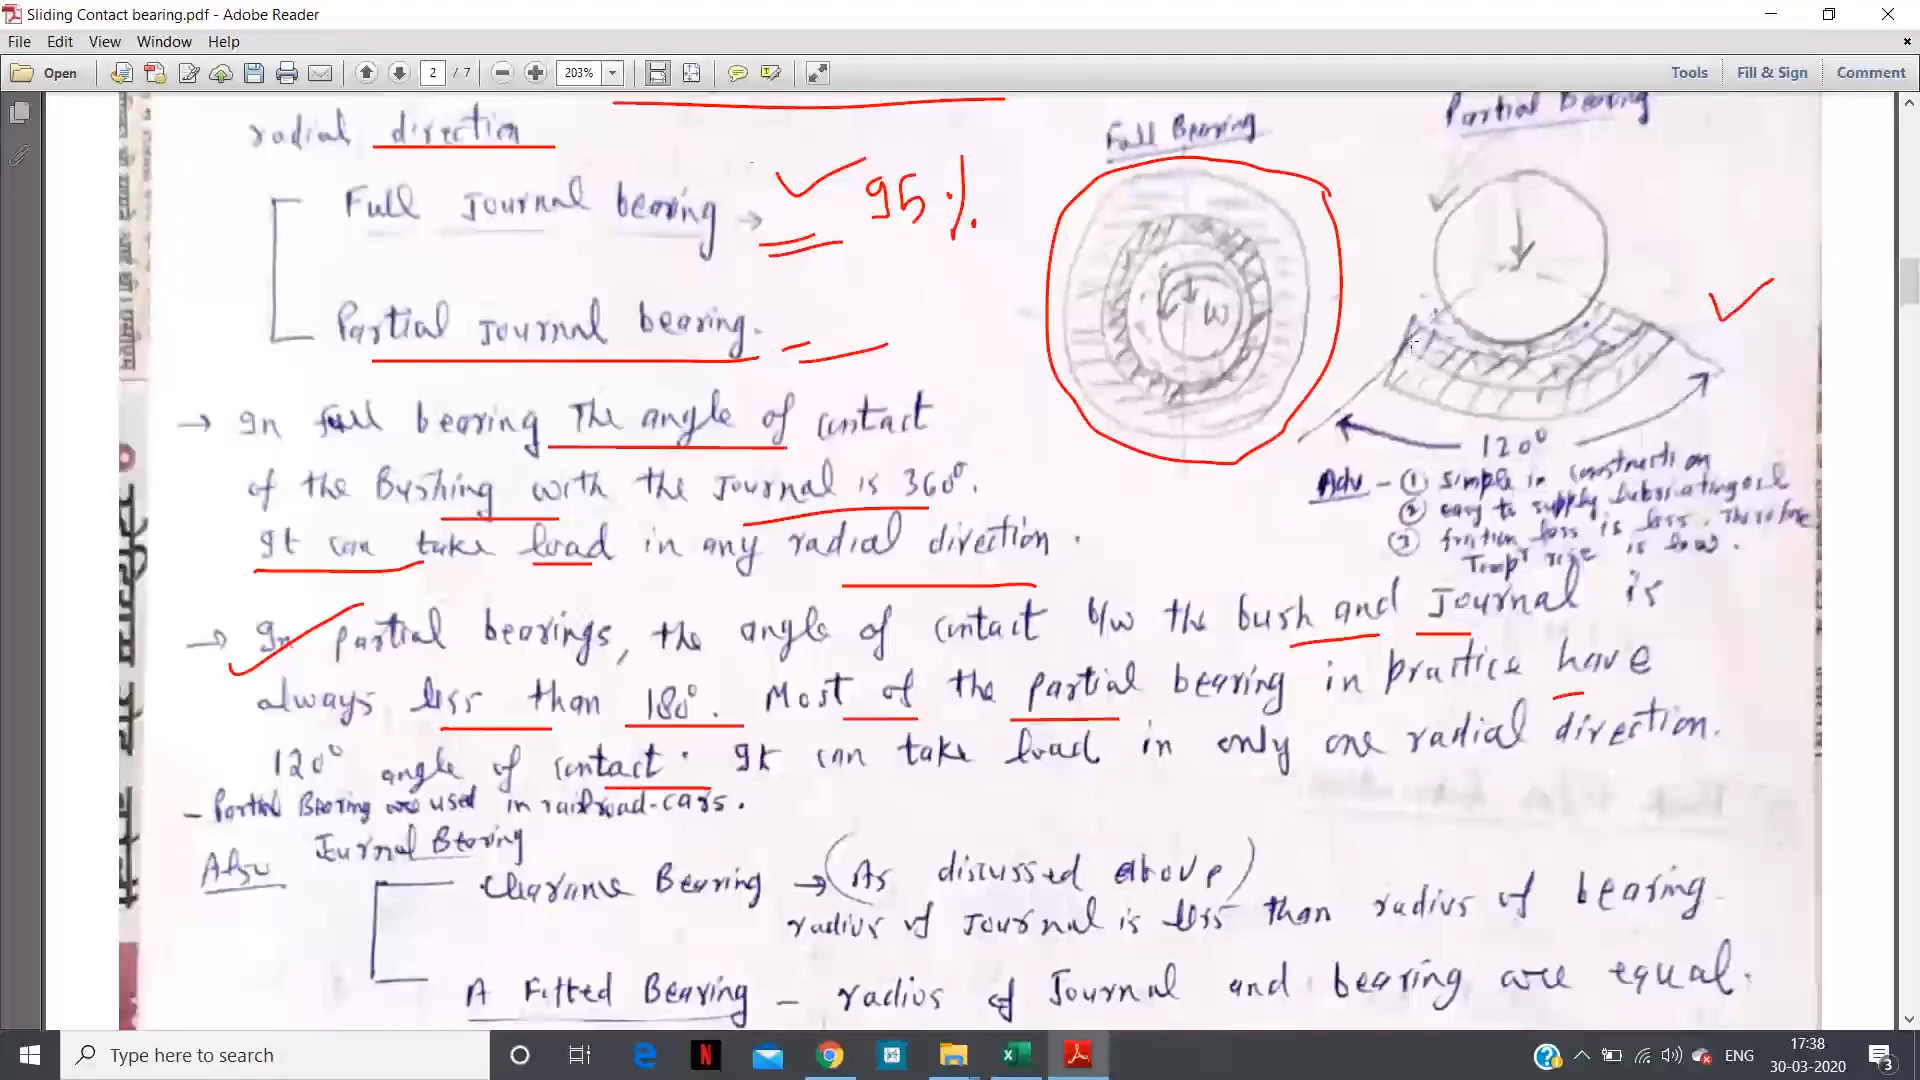 Sliding Contact bearing.pdf - Adobe Reader
File Edit View Window Help
Open 2 / 7 203% Tools Fill & Sign Comment
radial direction
Full Journal bearing → 95 %
Partial Journal bearing.
Full Bearing
Partial Bearing
W
120°
Adv - ① simple in construction
② easy to supply lubricating oil
③ friction loss is less. Therefore
Tempr rise is low.
→ In full bearing The angle of contact
of the Bushing with the Journal is 360°.
It can take load in any radial direction.
→ In partial bearings, the angle of contact b/w the bush and Journal is
always less than 180°. Most of the partial bearing in practice have
120° angle of contact. It can take load in only one radial direction.
- Partial Bearing are used in railroad-cars.
Also Jurnal Bearing
Clearance Bearing → (As discussed above)
radius of Journal is less than radius of bearing.
A Fitted Bearing - radius of Journal and bearing are equal.
Type here to search
ENG
17:38
30-03-2020
3